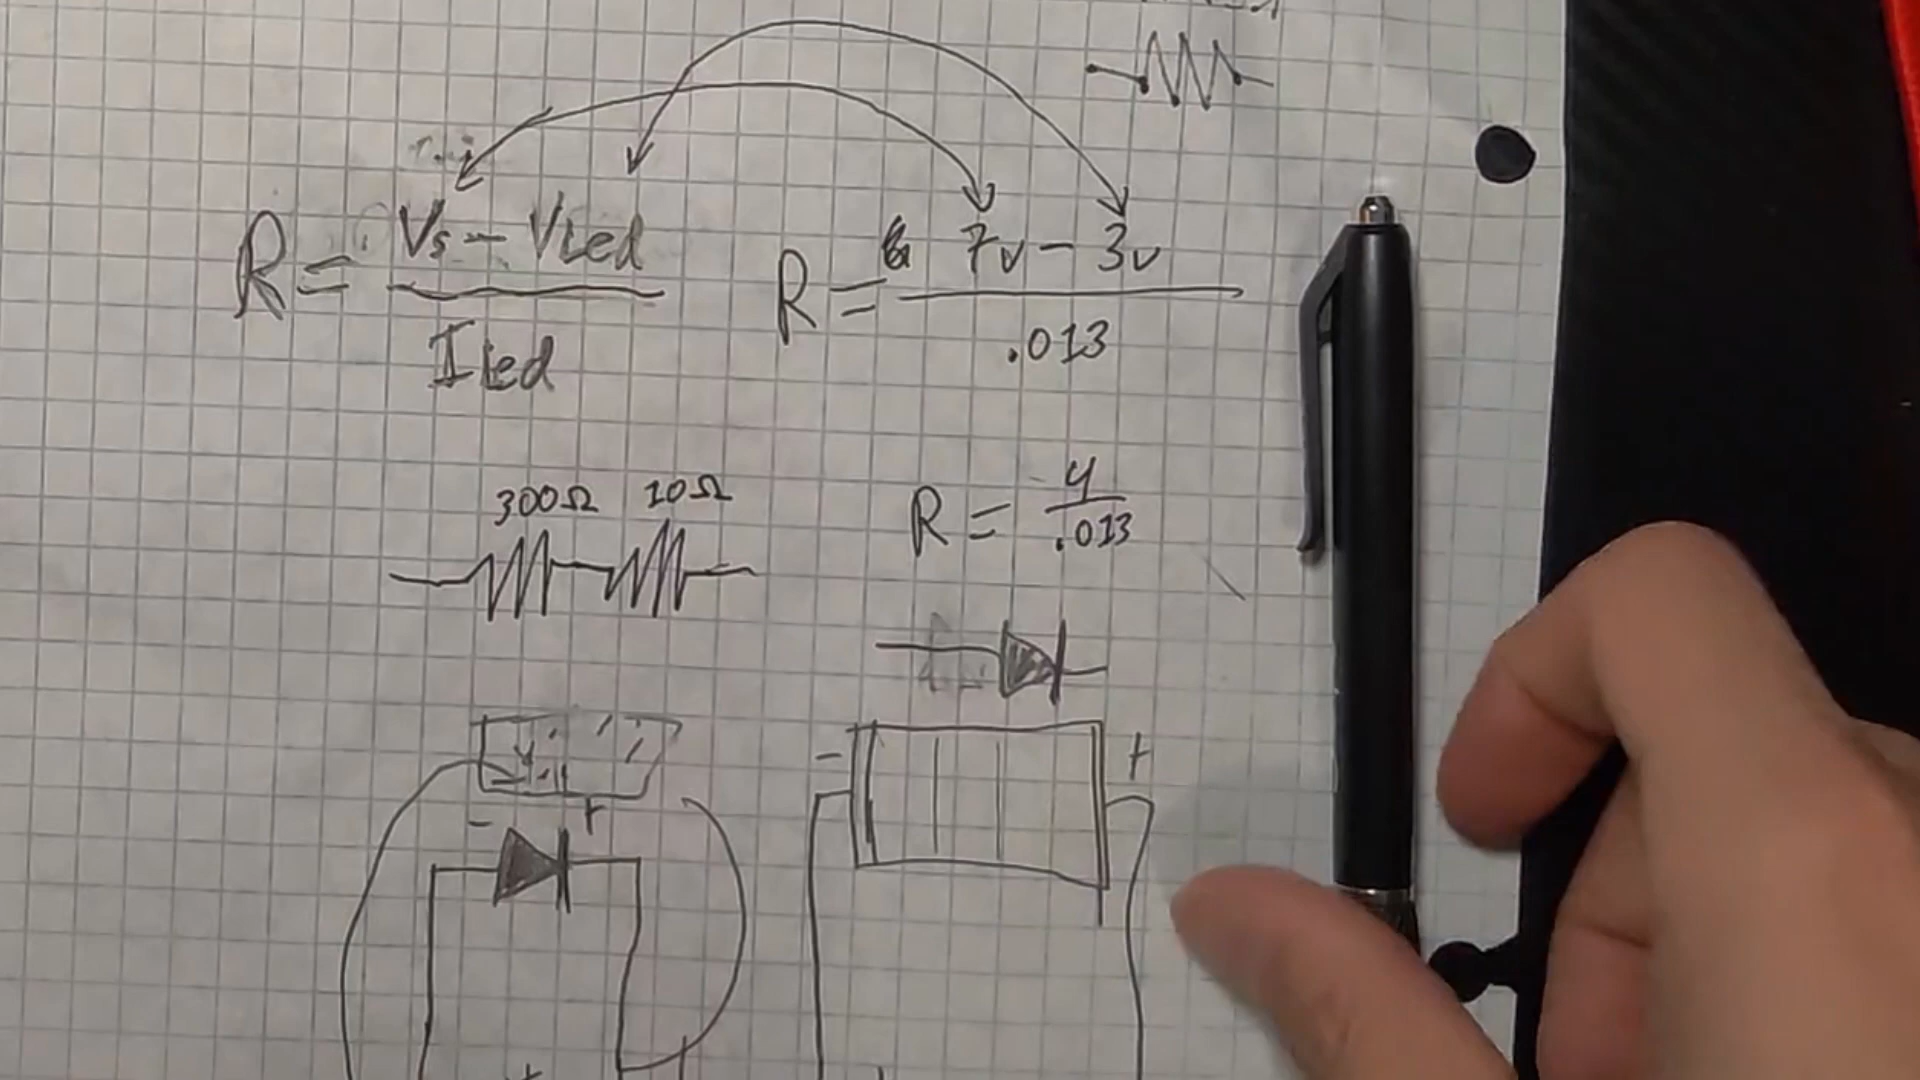 R = Vs - Vled / Iled
R = 7v - 3v / .013
300Ω 10Ω
R = 4 / .013
- +
- +
+